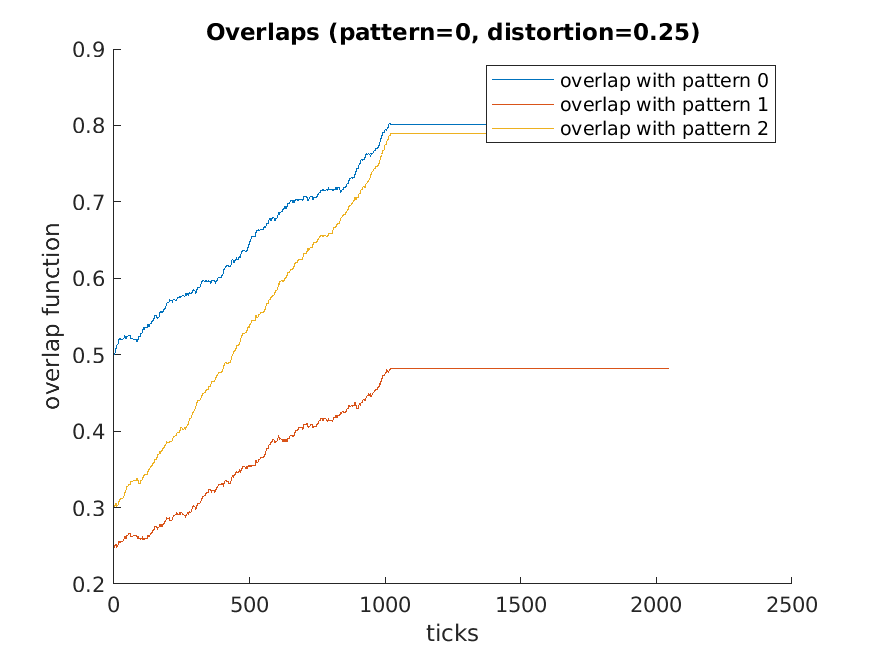 Overlaps (pattern=0, distortion=0.25)
0.9
overlap with pattern 0
overlap with pattern 1
overlap with pattern 2
0.8
0.7
0.6
0.5
0.4
0.3
0.2
overlap function
0 500 1000 1500 2000 2500
ticks